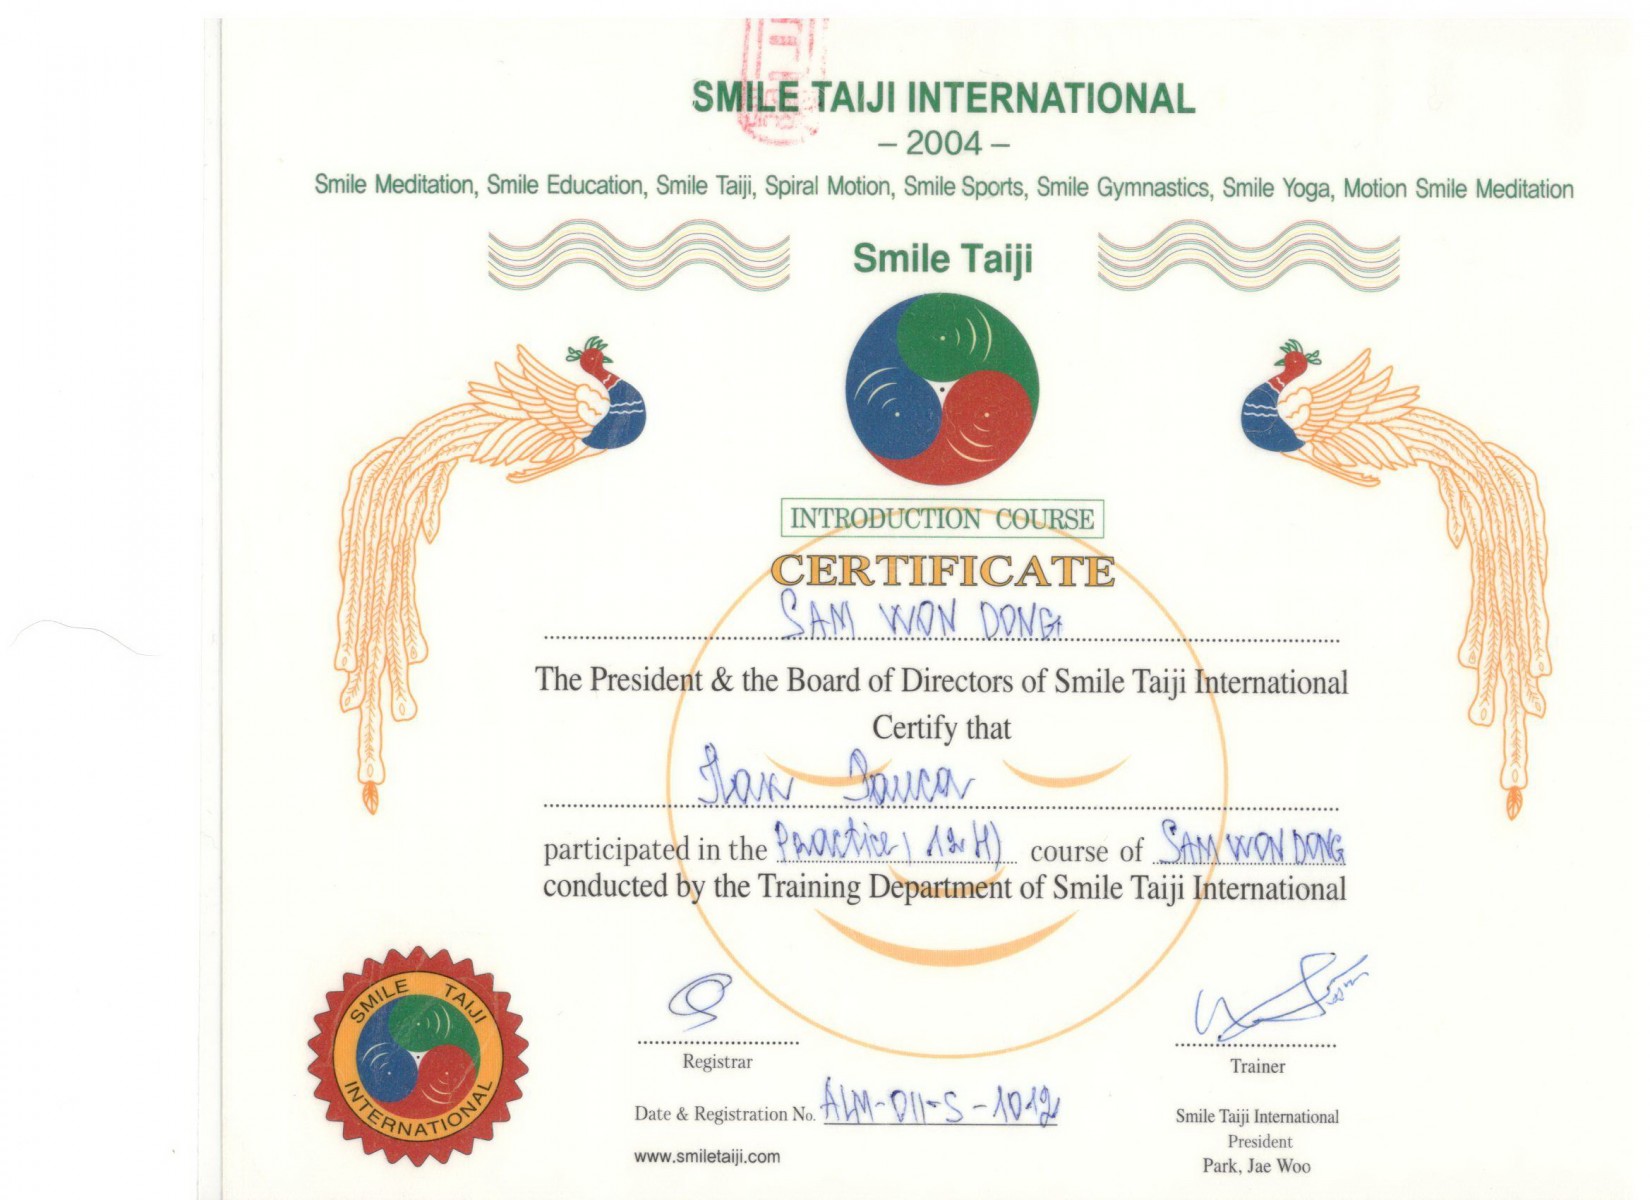 SMILE TAIJI INTERNATIONAL
– 2004 –
Smile Meditation, Smile Education, Smile Taiji, Spiral Motion, Smile Sports, Smile Gymnastics, Smile Yoga, Motion Smile Meditation
Smile Taiji
INTRODUCTION COURSE
CERTIFICATE
SAM WON DONG
The President & the Board of Directors of Smile Taiji International
Certify that
participated in the Practice (12 H) course of SAM WON DONG
conducted by the Training Department of Smile Taiji International
SMILE TAIJI
INTERNATIONAL
Registrar
Trainer
Date & Registration No. ALM-011-S-1012
www.smiletaiji.com
Smile Taiji International
President
Park, Jae Woo